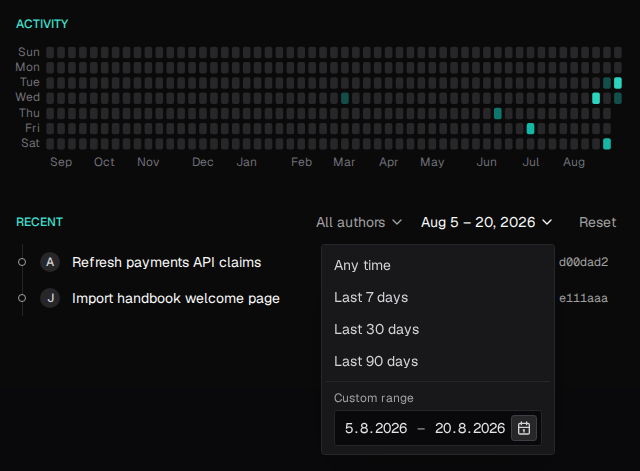 ACTIVITY
Sun
Mon
Tue
Wed
Thu
Fri
Sat
Sep Oct Nov Dec Jan Feb Mar Apr May Jun Jul Aug
RECENT All authors Aug 5 – 20, 2026 Reset
A Refresh payments API claims d00dad2
J Import handbook welcome page e111aaa
Any time
Last 7 days
Last 30 days
Last 90 days
Custom range
5.8.2026 – 20.8.2026